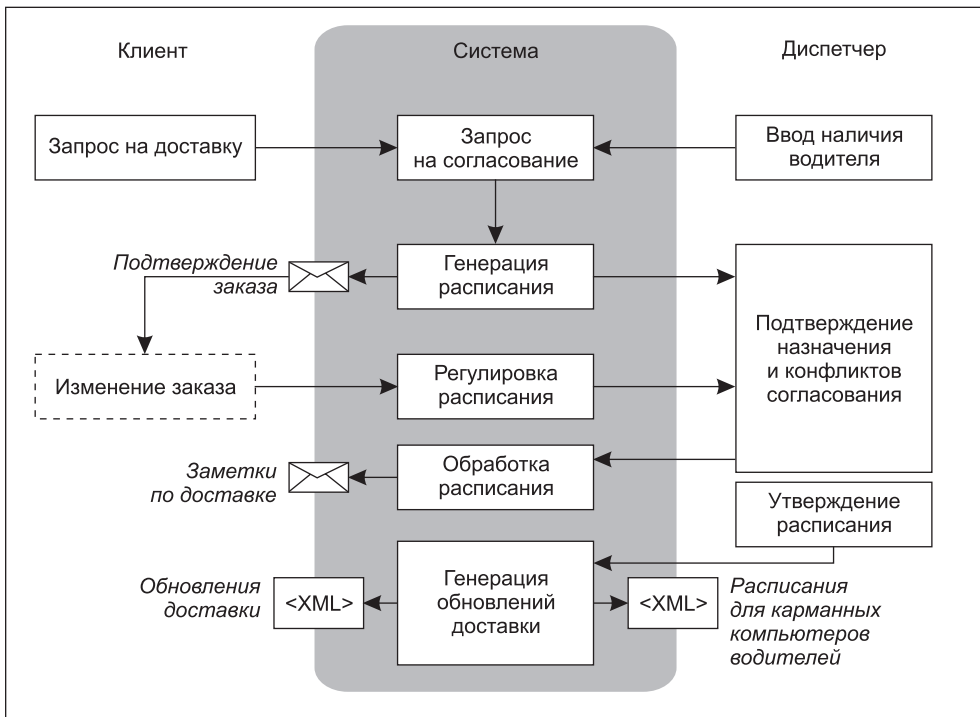 Клиент
Система
Диспетчер
Запрос на доставку
Запрос
на согласование
Ввод наличия
водителя
Подтверждение
заказа
Генерация
расписания
Подтверждение
назначения
и конфликтов
согласования
Изменение заказа
Регулировка
расписания
Заметки
по доставке
Обработка
расписания
Утверждение
расписания
Обновления
доставки
<XML>
Генерация
обновлений
доставки
<XML>
Расписания
для карманных
компьютеров
водителей